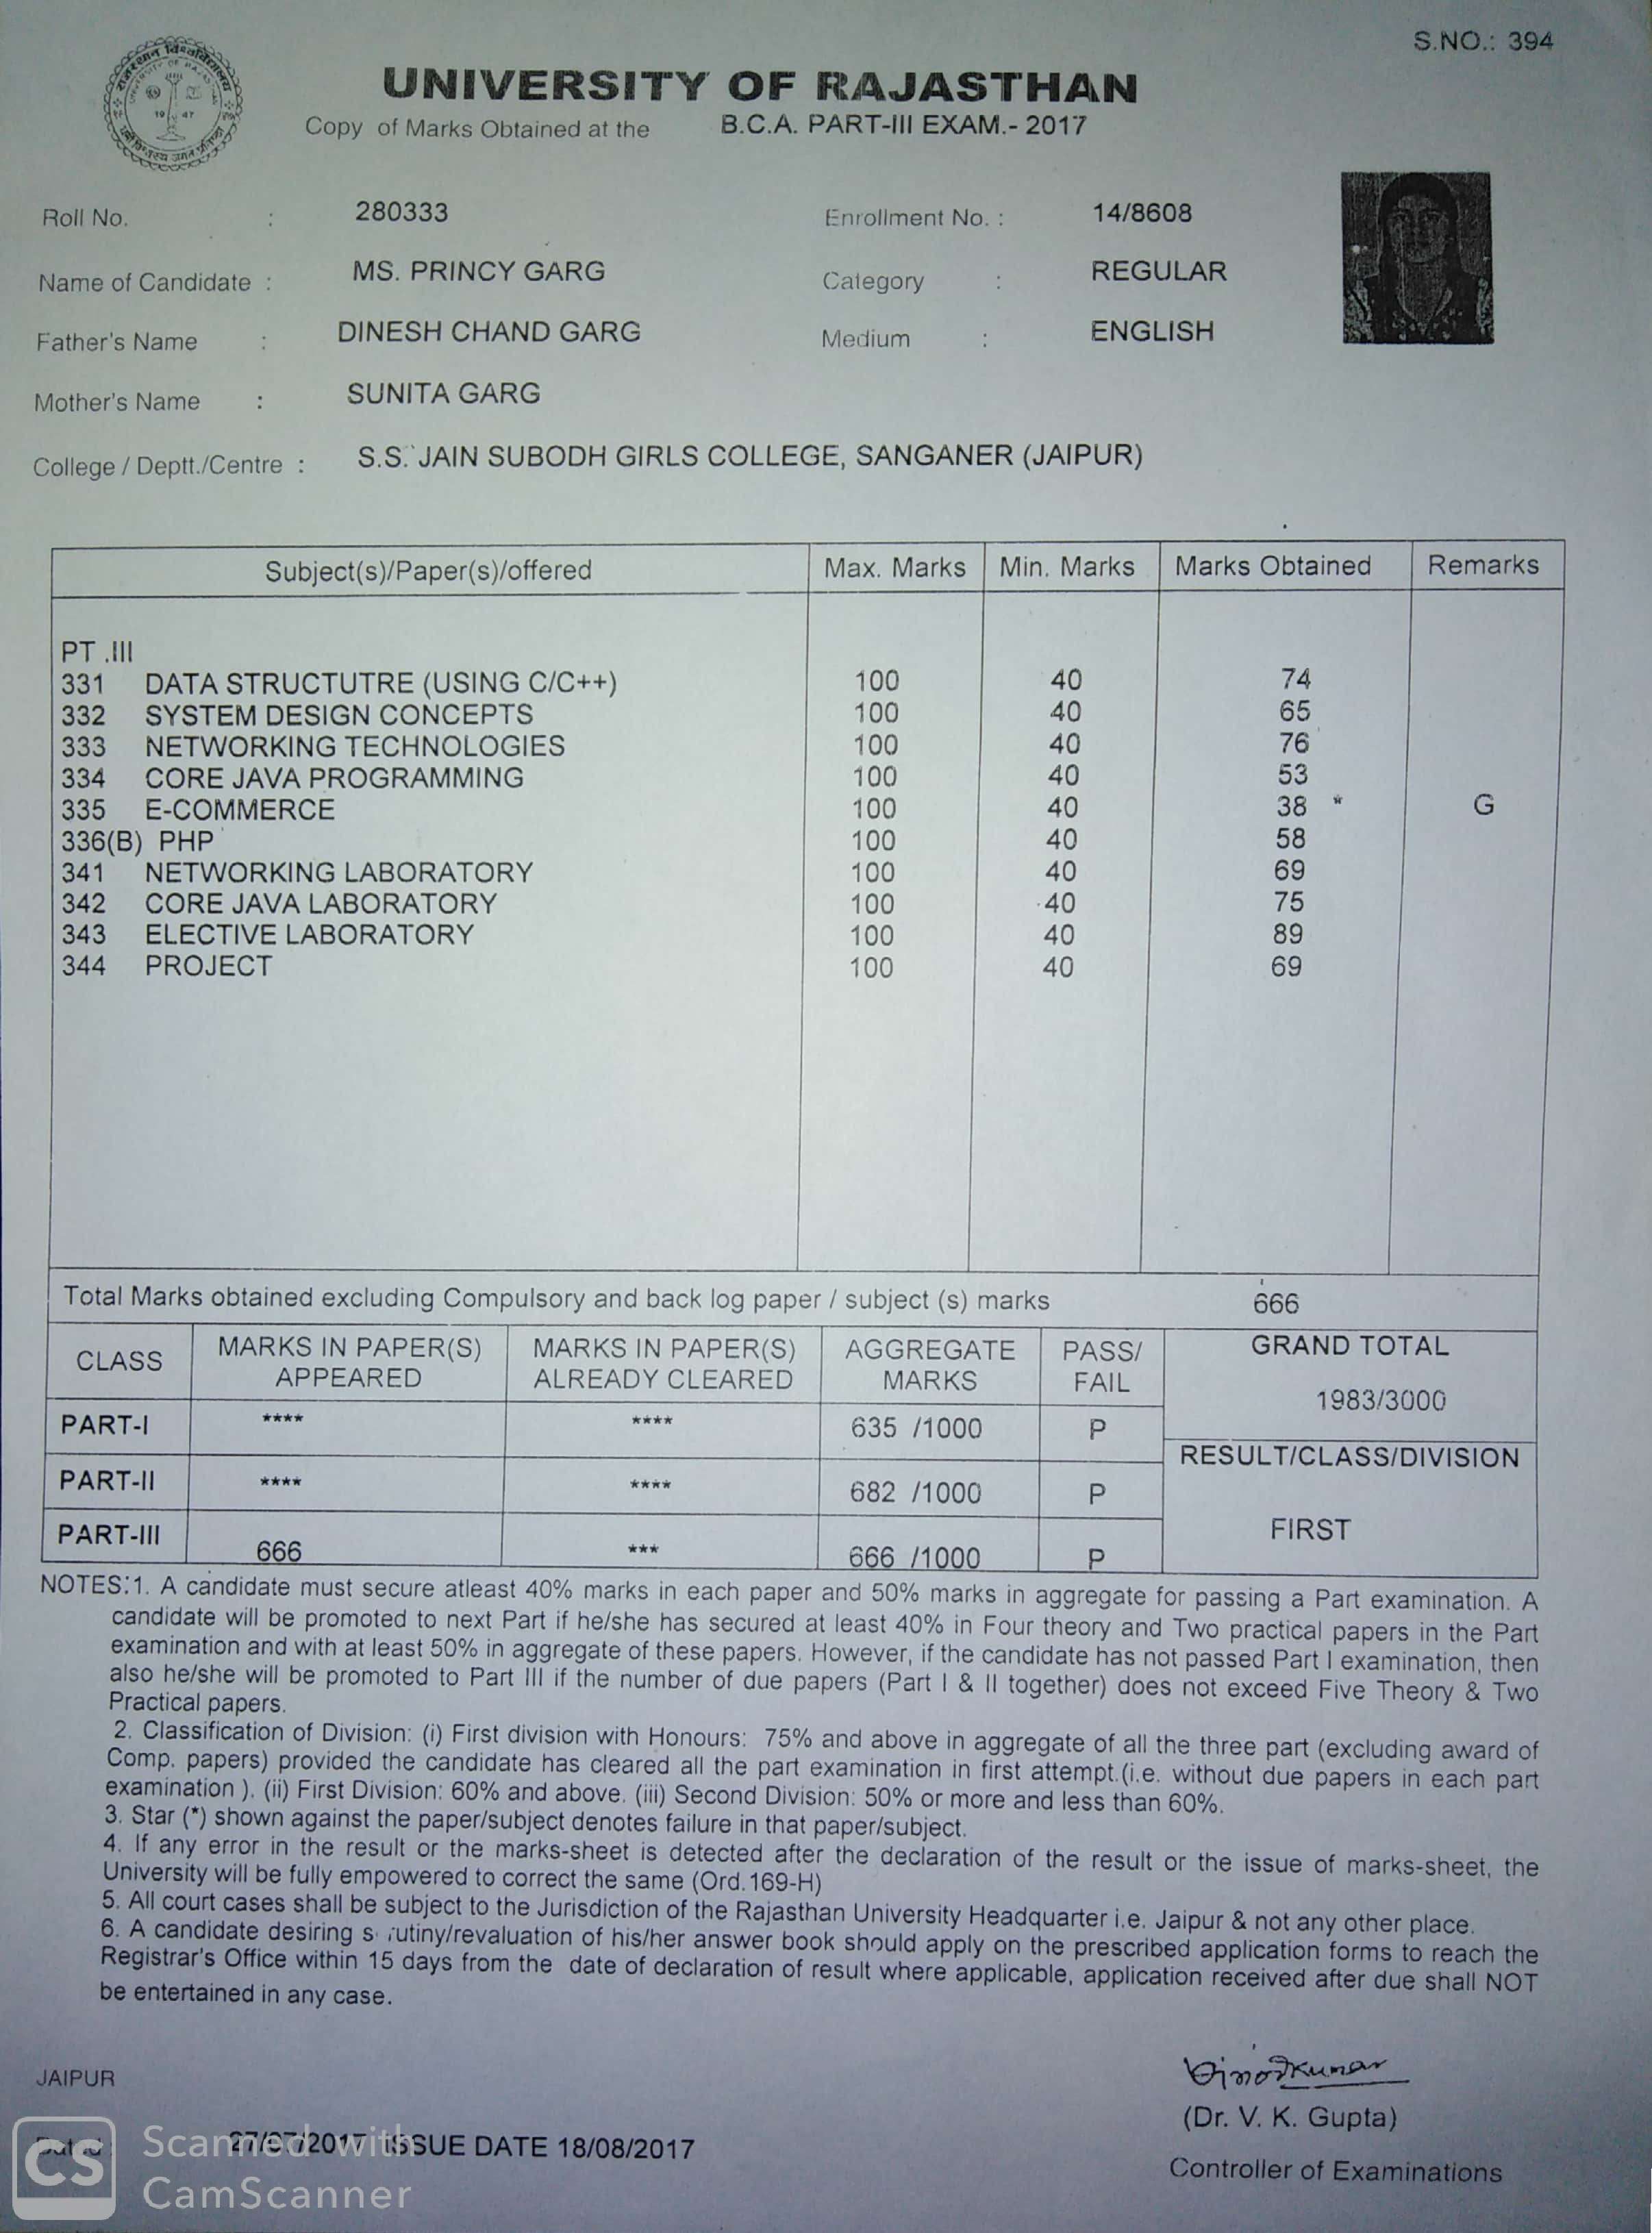 S.NO.: 394
UNIVERSITY OF RAJASTHAN
Copy of Marks Obtained at the B.C.A. PART-III EXAM.- 2017
Roll No. : 280333 Enrollment No. : 14/8608
Name of Candidate : MS. PRINCY GARG Category : REGULAR
Father's Name : DINESH CHAND GARG Medium : ENGLISH
Mother's Name : SUNITA GARG
College / Deptt./Centre : S.S. JAIN SUBODH GIRLS COLLEGE, SANGANER (JAIPUR)
Subject(s)/Paper(s)/offered Max. Marks Min. Marks Marks Obtained Remarks
PT .III
331 DATA STRUCTUTRE (USING C/C++) 100 40 74
332 SYSTEM DESIGN CONCEPTS 100 40 65
333 NETWORKING TECHNOLOGIES 100 40 76
334 CORE JAVA PROGRAMMING 100 40 53
335 E-COMMERCE 100 40 38 * G
336(B) PHP 100 40 58
341 NETWORKING LABORATORY 100 40 69
342 CORE JAVA LABORATORY 100 40 75
343 ELECTIVE LABORATORY 100 40 89
344 PROJECT 100 40 69
Total Marks obtained excluding Compulsory and back log paper / subject (s) marks 666
CLASS MARKS IN PAPER(S) APPEARED MARKS IN PAPER(S) ALREADY CLEARED AGGREGATE MARKS PASS/ FAIL GRAND TOTAL
1983/3000
PART-I **** **** 635 /1000 P
RESULT/CLASS/DIVISION
PART-II **** **** 682 /1000 P
FIRST
PART-III 666 *** 666 /1000 P
NOTES:1. A candidate must secure atleast 40% marks in each paper and 50% marks in aggregate for passing a Part examination. A
candidate will be promoted to next Part if he/she has secured at least 40% in Four theory and Two practical papers in the Part
examination and with at least 50% in aggregate of these papers. However, if the candidate has not passed Part I examination, then
also he/she will be promoted to Part III if the number of due papers (Part I & II together) does not exceed Five Theory & Two
Practical papers.
2. Classification of Division: (i) First division with Honours: 75% and above in aggregate of all the three part (excluding award of
Comp. papers) provided the candidate has cleared all the part examination in first attempt.(i.e. without due papers in each part
examination ). (ii) First Division: 60% and above. (iii) Second Division: 50% or more and less than 60%.
3. Star (*) shown against the paper/subject denotes failure in that paper/subject.
4. If any error in the result or the marks-sheet is detected after the declaration of the result or the issue of marks-sheet, the
University will be fully empowered to correct the same (Ord.169-H)
5. All court cases shall be subject to the Jurisdiction of the Rajasthan University Headquarter i.e. Jaipur & not any other place.
6. A candidate desiring s rutiny/revaluation of his/her answer book should apply on the prescribed application forms to reach the
Registrar's Office within 15 days from the date of declaration of result where applicable, application received after due shall NOT
be entertained in any case.
JAIPUR
Vinodkumar
(Dr. V. K. Gupta)
27/07/2017 ISSUE DATE 18/08/2017
Controller of Examinations
CS Scanned with
CamScanner